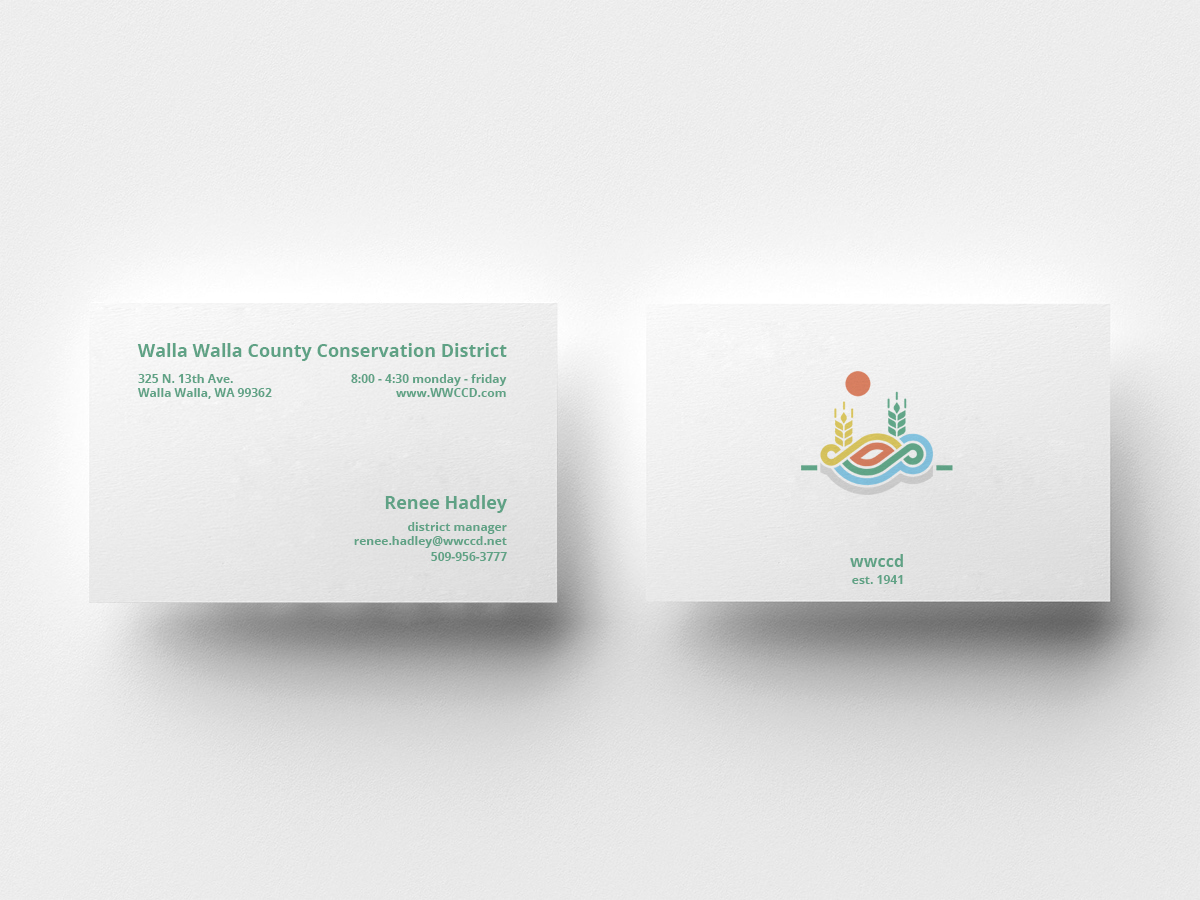 Walla Walla County Conservation District
325 N. 13th Ave.
Walla Walla, WA 99362
8:00 - 4:30 monday - friday
www.WWCCD.com
Renee Hadley
district manager
renee.hadley@wwccd.net
509-956-3777
wwccd
est. 1941